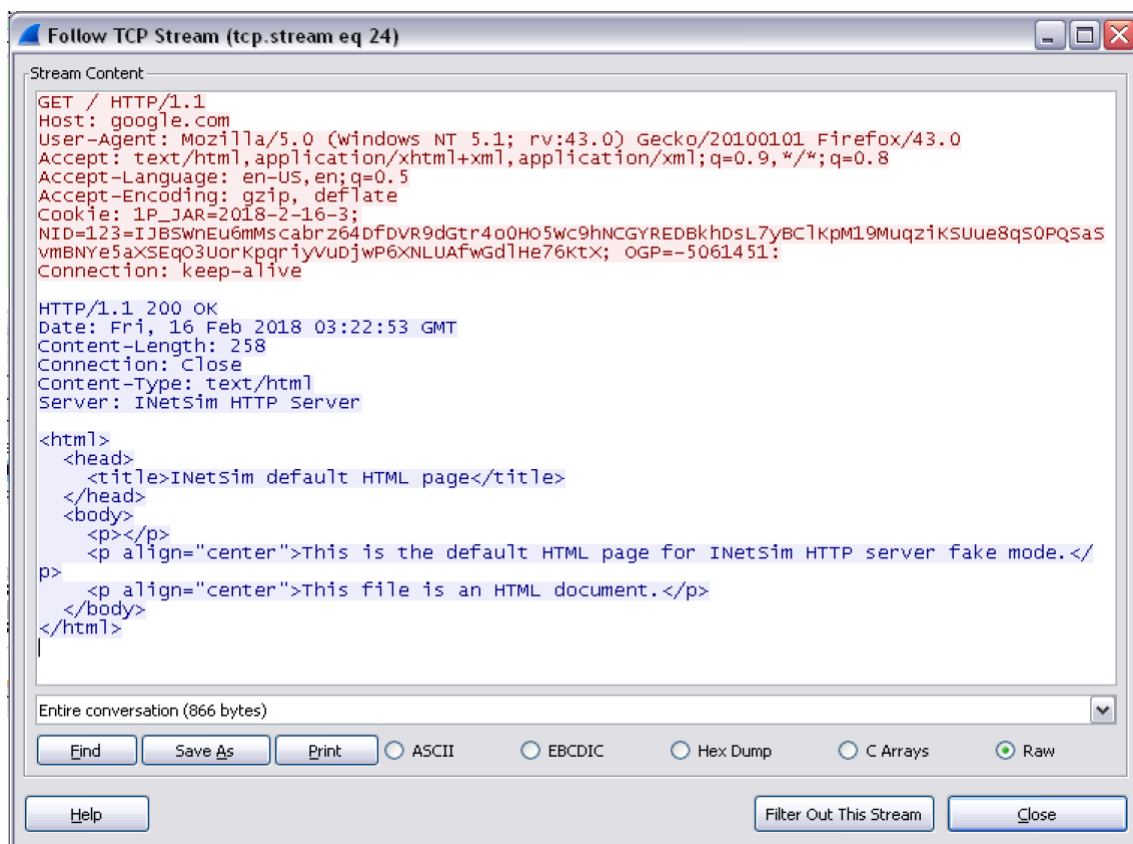 Follow TCP Stream (tcp.stream eq 24)
Stream Content
GET / HTTP/1.1
Host: google.com
User-Agent: Mozilla/5.0 (Windows NT 5.1; rv:43.0) Gecko/20100101 Firefox/43.0
Accept: text/html,application/xhtml+xml,application/xml;q=0.9,*/*;q=0.8
Accept-Language: en-US,en;q=0.5
Accept-Encoding: gzip, deflate
Cookie: 1P_JAR=2018-2-16-3;
NID=123=IJBSWnEu6mMscabrz64DfDVR9dGtr4o0HO5Wc9hNCGYREDBkhDsL7yBClKpM19MuqziKSUue8qS0PQSaS
vmBNYe5aXSEqO3UorKpqriyVuDjwP6XNLUAfwGdlHe76KtX; OGP=-5061451:
Connection: keep-alive
HTTP/1.1 200 OK
Date: Fri, 16 Feb 2018 03:22:53 GMT
Content-Length: 258
Connection: Close
Content-Type: text/html
Server: INetSim HTTP Server
<html>
<head>
<title>INetSim default HTML page</title>
</head>
<body>
<p></p>
<p align="center">This is the default HTML page for INetSim HTTP server fake mode.</
p>
<p align="center">This file is an HTML document.</p>
</body>
</html>
Entire conversation (866 bytes)
Find Save As Print ASCII EBCDIC Hex Dump C Arrays Raw
Help Filter Out This Stream Close